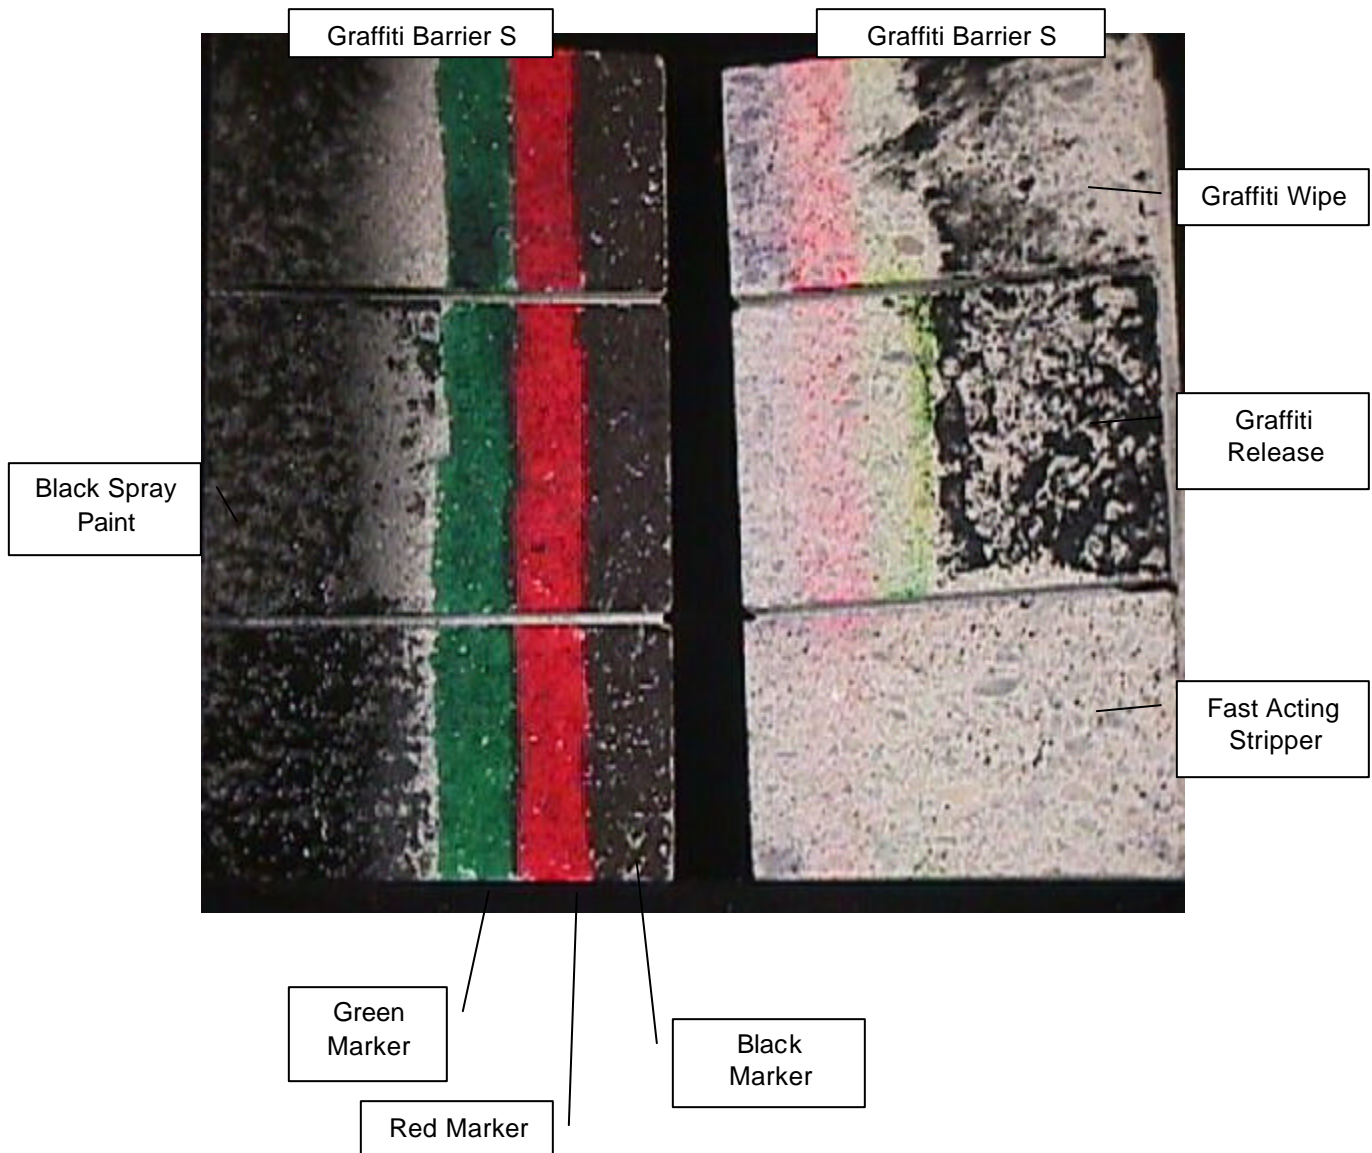 Graffiti Barrier S
Graffiti Barrier S
Graffiti Wipe
Graffiti
Release
Black Spray
Paint
Fast Acting
Stripper
Green
Marker
Black
Marker
Red Marker